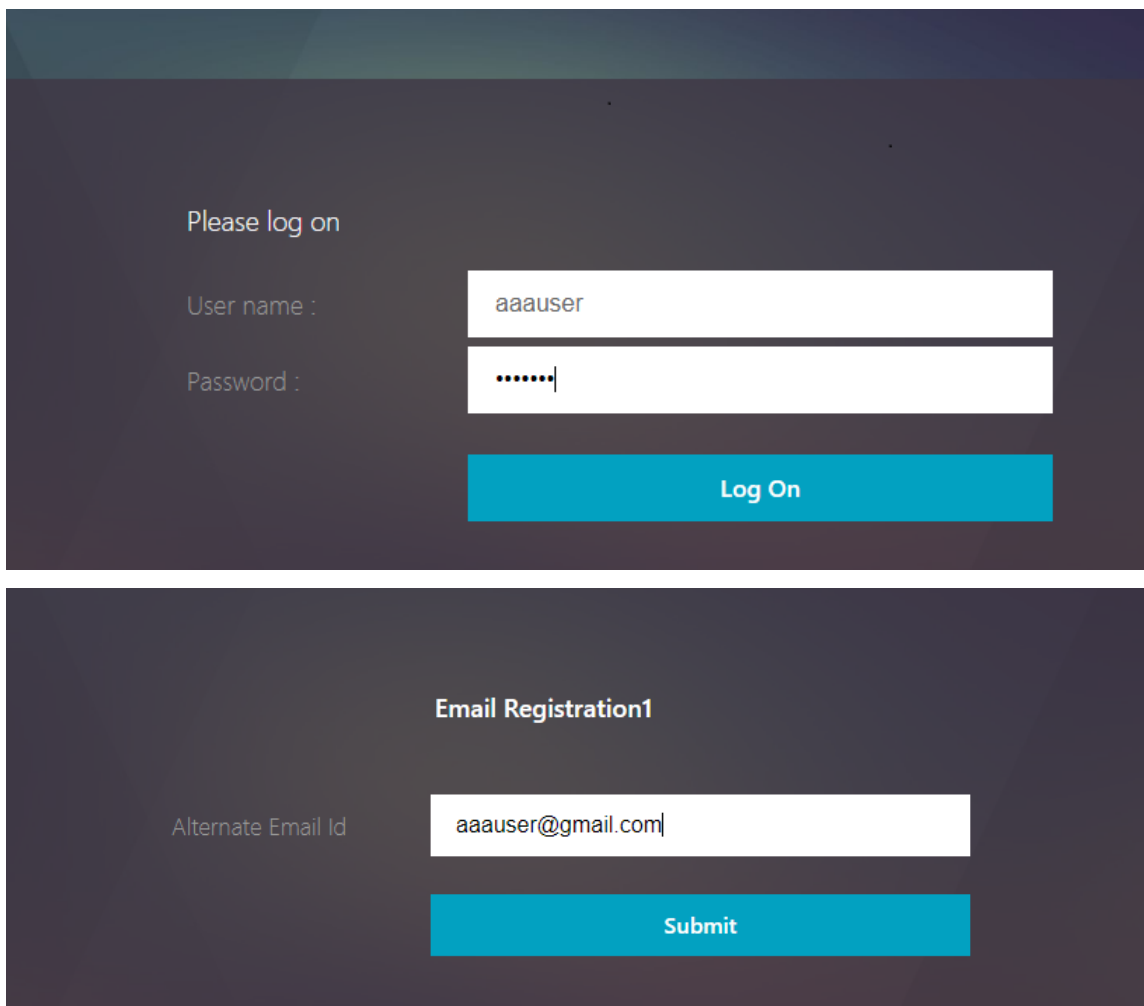 Please log on
User name : aaauser
Password : •••••••
Log On
Email Registration1
Alternate Email Id aaauser@gmail.com
Submit